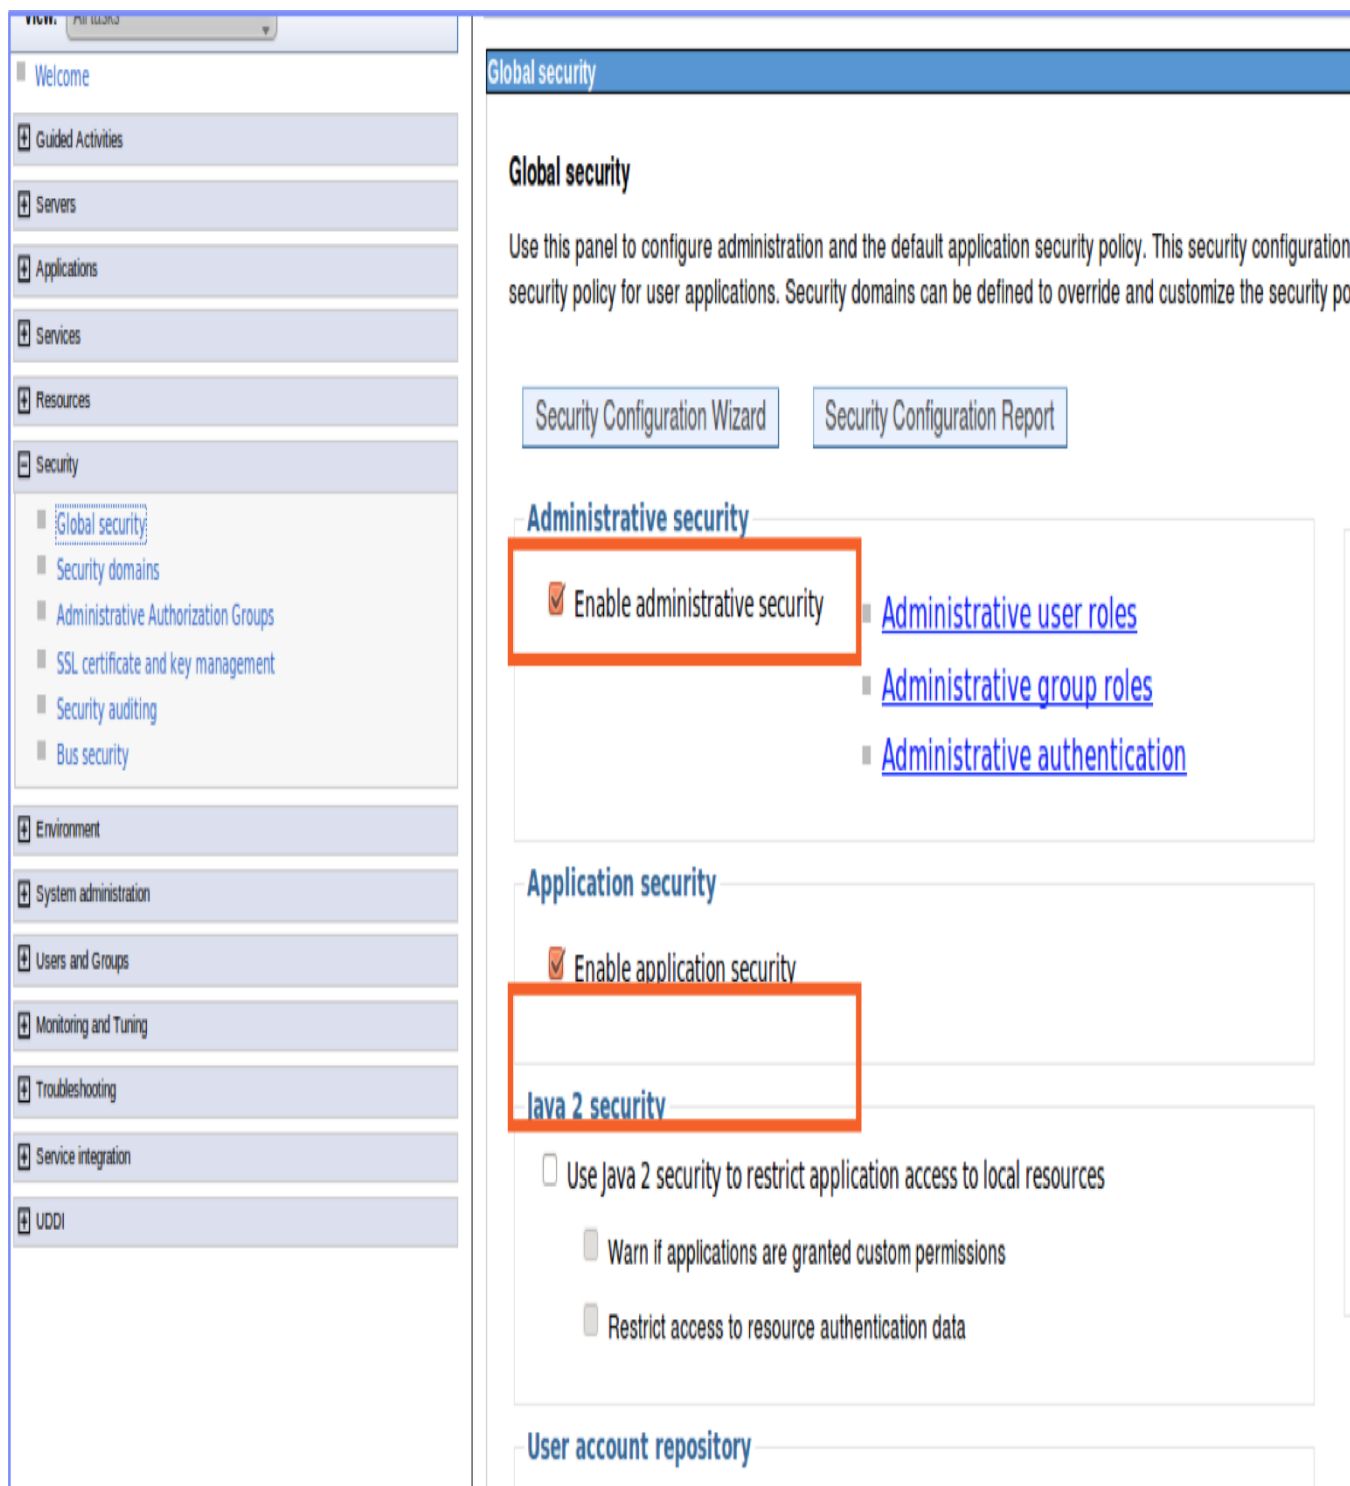 View: All tasks
Welcome
Guided Activities
Servers
Applications
Services
Resources
Security
Global security
Security domains
Administrative Authorization Groups
SSL certificate and key management
Security auditing
Bus security
Environment
System administration
Users and Groups
Monitoring and Tuning
Troubleshooting
Service integration
UDDI
Global security
Global security
Use this panel to configure administration and the default application security policy. This security configuration
security policy for user applications. Security domains can be defined to override and customize the security po
Security Configuration Wizard Security Configuration Report
Administrative security
Enable administrative security
Administrative user roles
Administrative group roles
Administrative authentication
Application security
Enable application security
Java 2 security
Use Java 2 security to restrict application access to local resources
Warn if applications are granted custom permissions
Restrict access to resource authentication data
User account repository